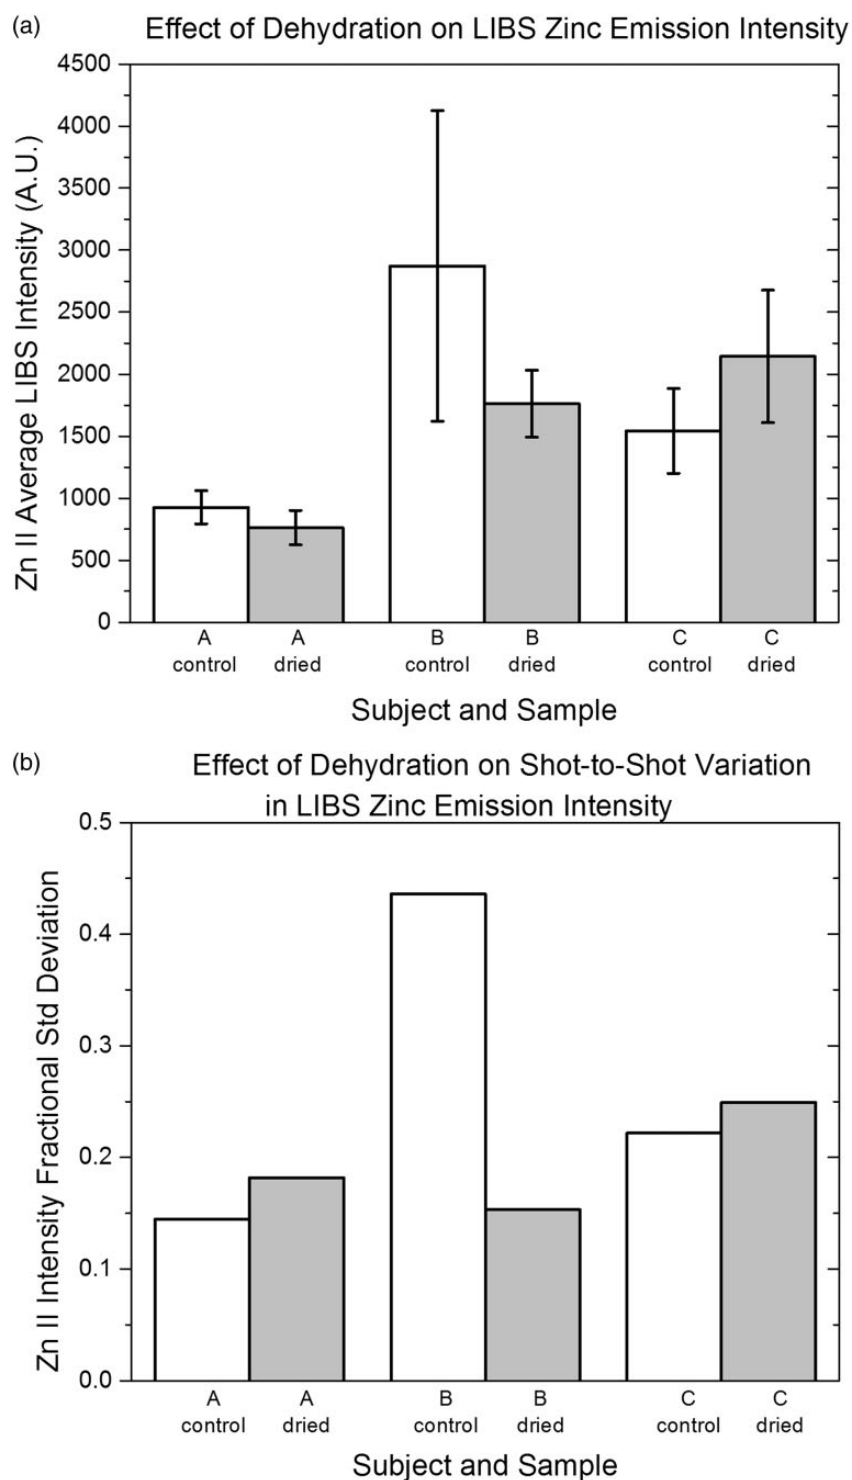 (a)
Effect of Dehydration on LIBS Zinc Emission Intensity
Zn II Average LIBS Intensity (A.U.)
4500
4000
3500
3000
2500
2000
1500
1000
500
0
A A B B C C
control dried control dried control dried
Subject and Sample
(b)
Effect of Dehydration on Shot-to-Shot Variation
in LIBS Zinc Emission Intensity
Zn II Intensity Fractional Std Deviation
0.5
0.4
0.3
0.2
0.1
0.0
A A B B C C
control dried control dried control dried
Subject and Sample